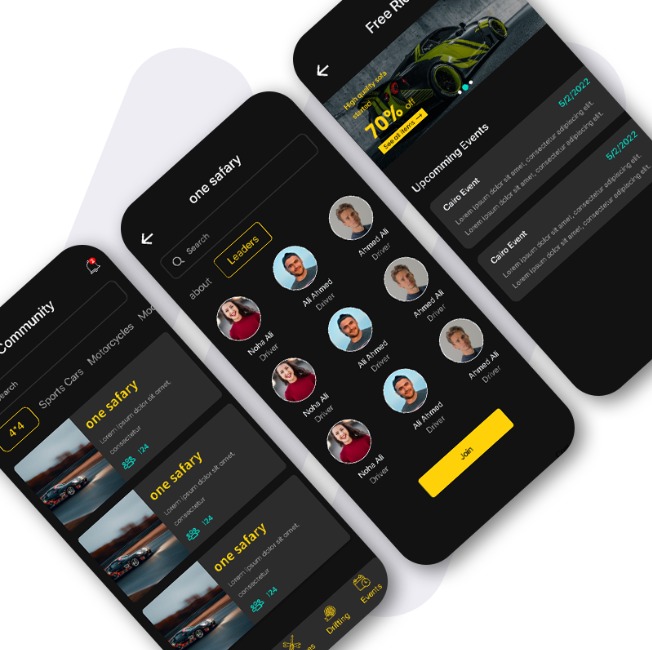 Community
4*4
Sports Cars
Motorcycles
one safary
Lorem ipsum dolor sit amet,
consectetur
124
one safary
Lorem ipsum dolor sit amet,
consectetur
124
one safary
Lorem ipsum dolor sit amet,
consectetur
124
Drifting
Events
one safary
Search
about
Leaders
Noha Ali
Driver
Ali Ahmed
Driver
Ahmed Ali
Driver
Noha Ali
Driver
Ali Ahmed
Driver
Ahmed Ali
Driver
Noha Ali
Driver
Ali Ahmed
Driver
Ahmed Ali
Driver
Join
Free
High quality sofa
started
70% off
See all items
Upcomming Events
Cairo Event
5/2/2022
Lorem ipsum dolor sit amet, consectetur adipiscing elit.
Lorem ipsum dolor sit amet, consectetur adipiscing elit.
Cairo Event
5/2/2022
Lorem ipsum dolor sit amet, consectetur adipiscing elit.
Lorem ipsum dolor sit amet, consectetur adipiscing elit.